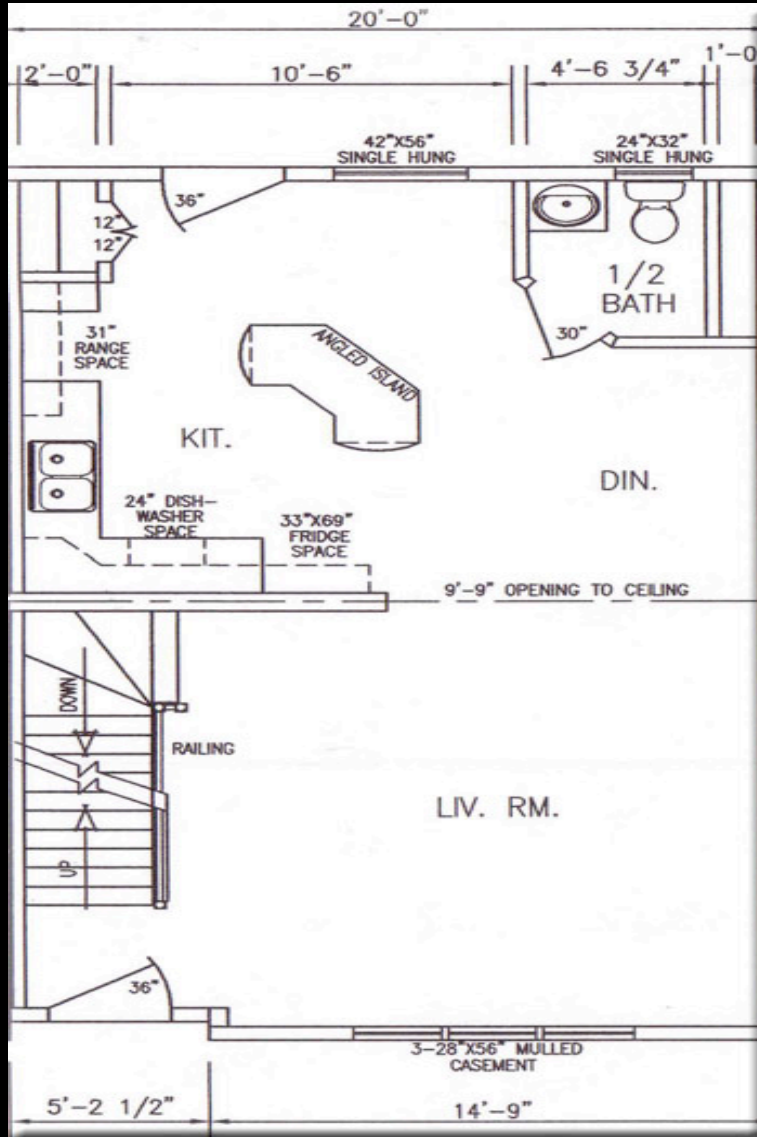 20'-0"
2'-0"
10'-6"
4'-6 3/4"
1'-0
42"X56"
SINGLE HUNG
24"X32"
SINGLE HUNG
36"
12"
12"
1/2
BATH
31"
RANGE
SPACE
30"
ANGLED ISLAND
KIT.
DIN.
24" DISH-
WASHER
SPACE
33"X69"
FRIDGE
SPACE
9'-9" OPENING TO CEILING
DOWN
RAILING
LIV. RM.
UP
36"
3-28"X56" MULLED
CASEMENT
5'-2 1/2"
14'-9"